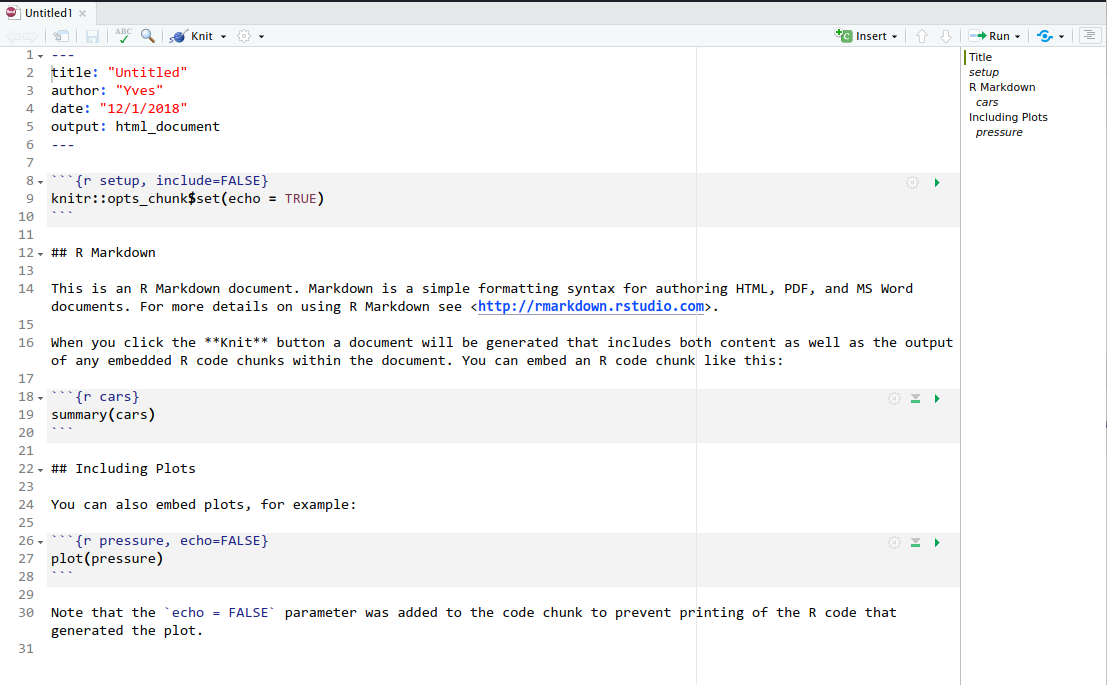 Untitled1
ABC Knit Insert Run
1 ---
2 title: "Untitled"
3 author: "Yves"
4 date: "12/1/2018"
5 output: html_document
6 ---
7
8 ```{r setup, include=FALSE}
9 knitr::opts_chunk$set(echo = TRUE)
10 ```
11
12 ## R Markdown
13
14 This is an R Markdown document. Markdown is a simple formatting syntax for authoring HTML, PDF, and MS Word
documents. For more details on using R Markdown see <http://rmarkdown.rstudio.com>.
15
16 When you click the **Knit** button a document will be generated that includes both content as well as the output
of any embedded R code chunks within the document. You can embed an R code chunk like this:
17
18 ```{r cars}
19 summary(cars)
20 ```
21
22 ## Including Plots
23
24 You can also embed plots, for example:
25
26 ```{r pressure, echo=FALSE}
27 plot(pressure)
28 ```
29
30 Note that the `echo = FALSE` parameter was added to the code chunk to prevent printing of the R code that
generated the plot.
31
Title
setup
R Markdown
cars
Including Plots
pressure